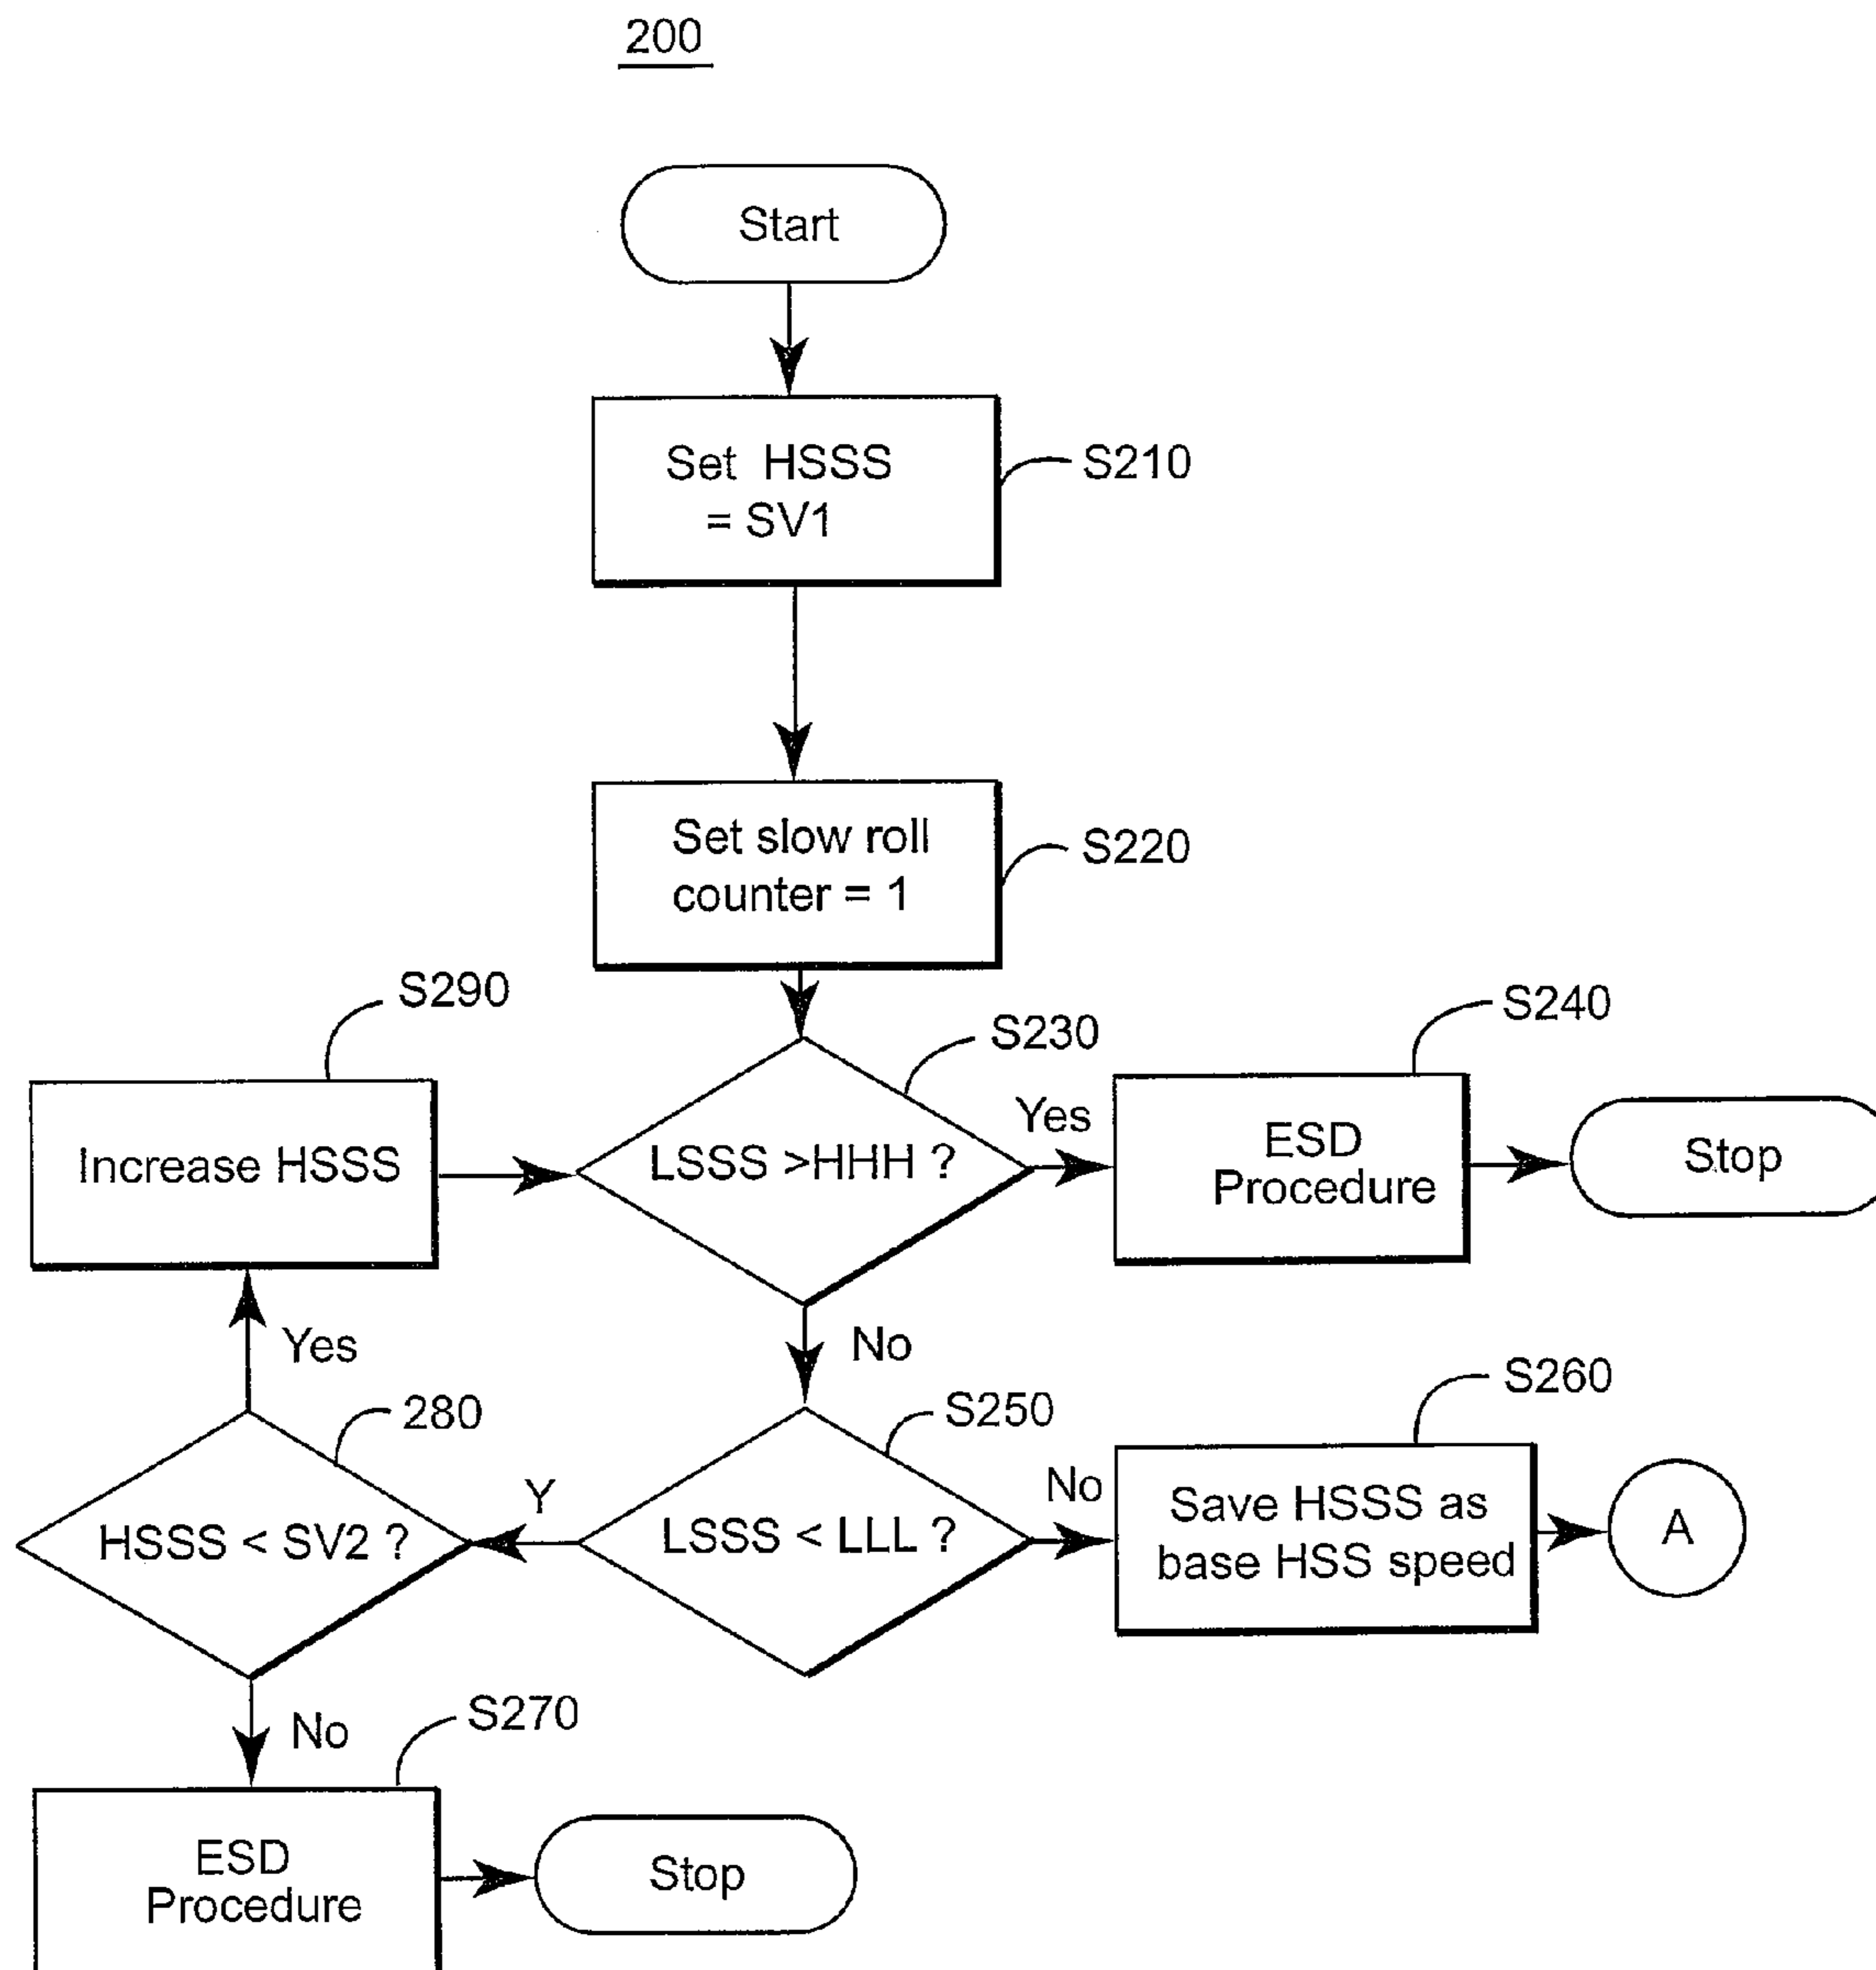 200
Start
Set HSSS
= SV1
S210
Set slow roll
counter = 1
S220
S290
S230
S240
Increase HSSS
LSSS >HHH ?
Yes
ESD
Procedure
Stop
Yes
No
280
S250
S260
HSSS < SV2 ?
Y
LSSS < LLL ?
No
Save HSSS as
base HSS speed
A
No
S270
ESD
Procedure
Stop